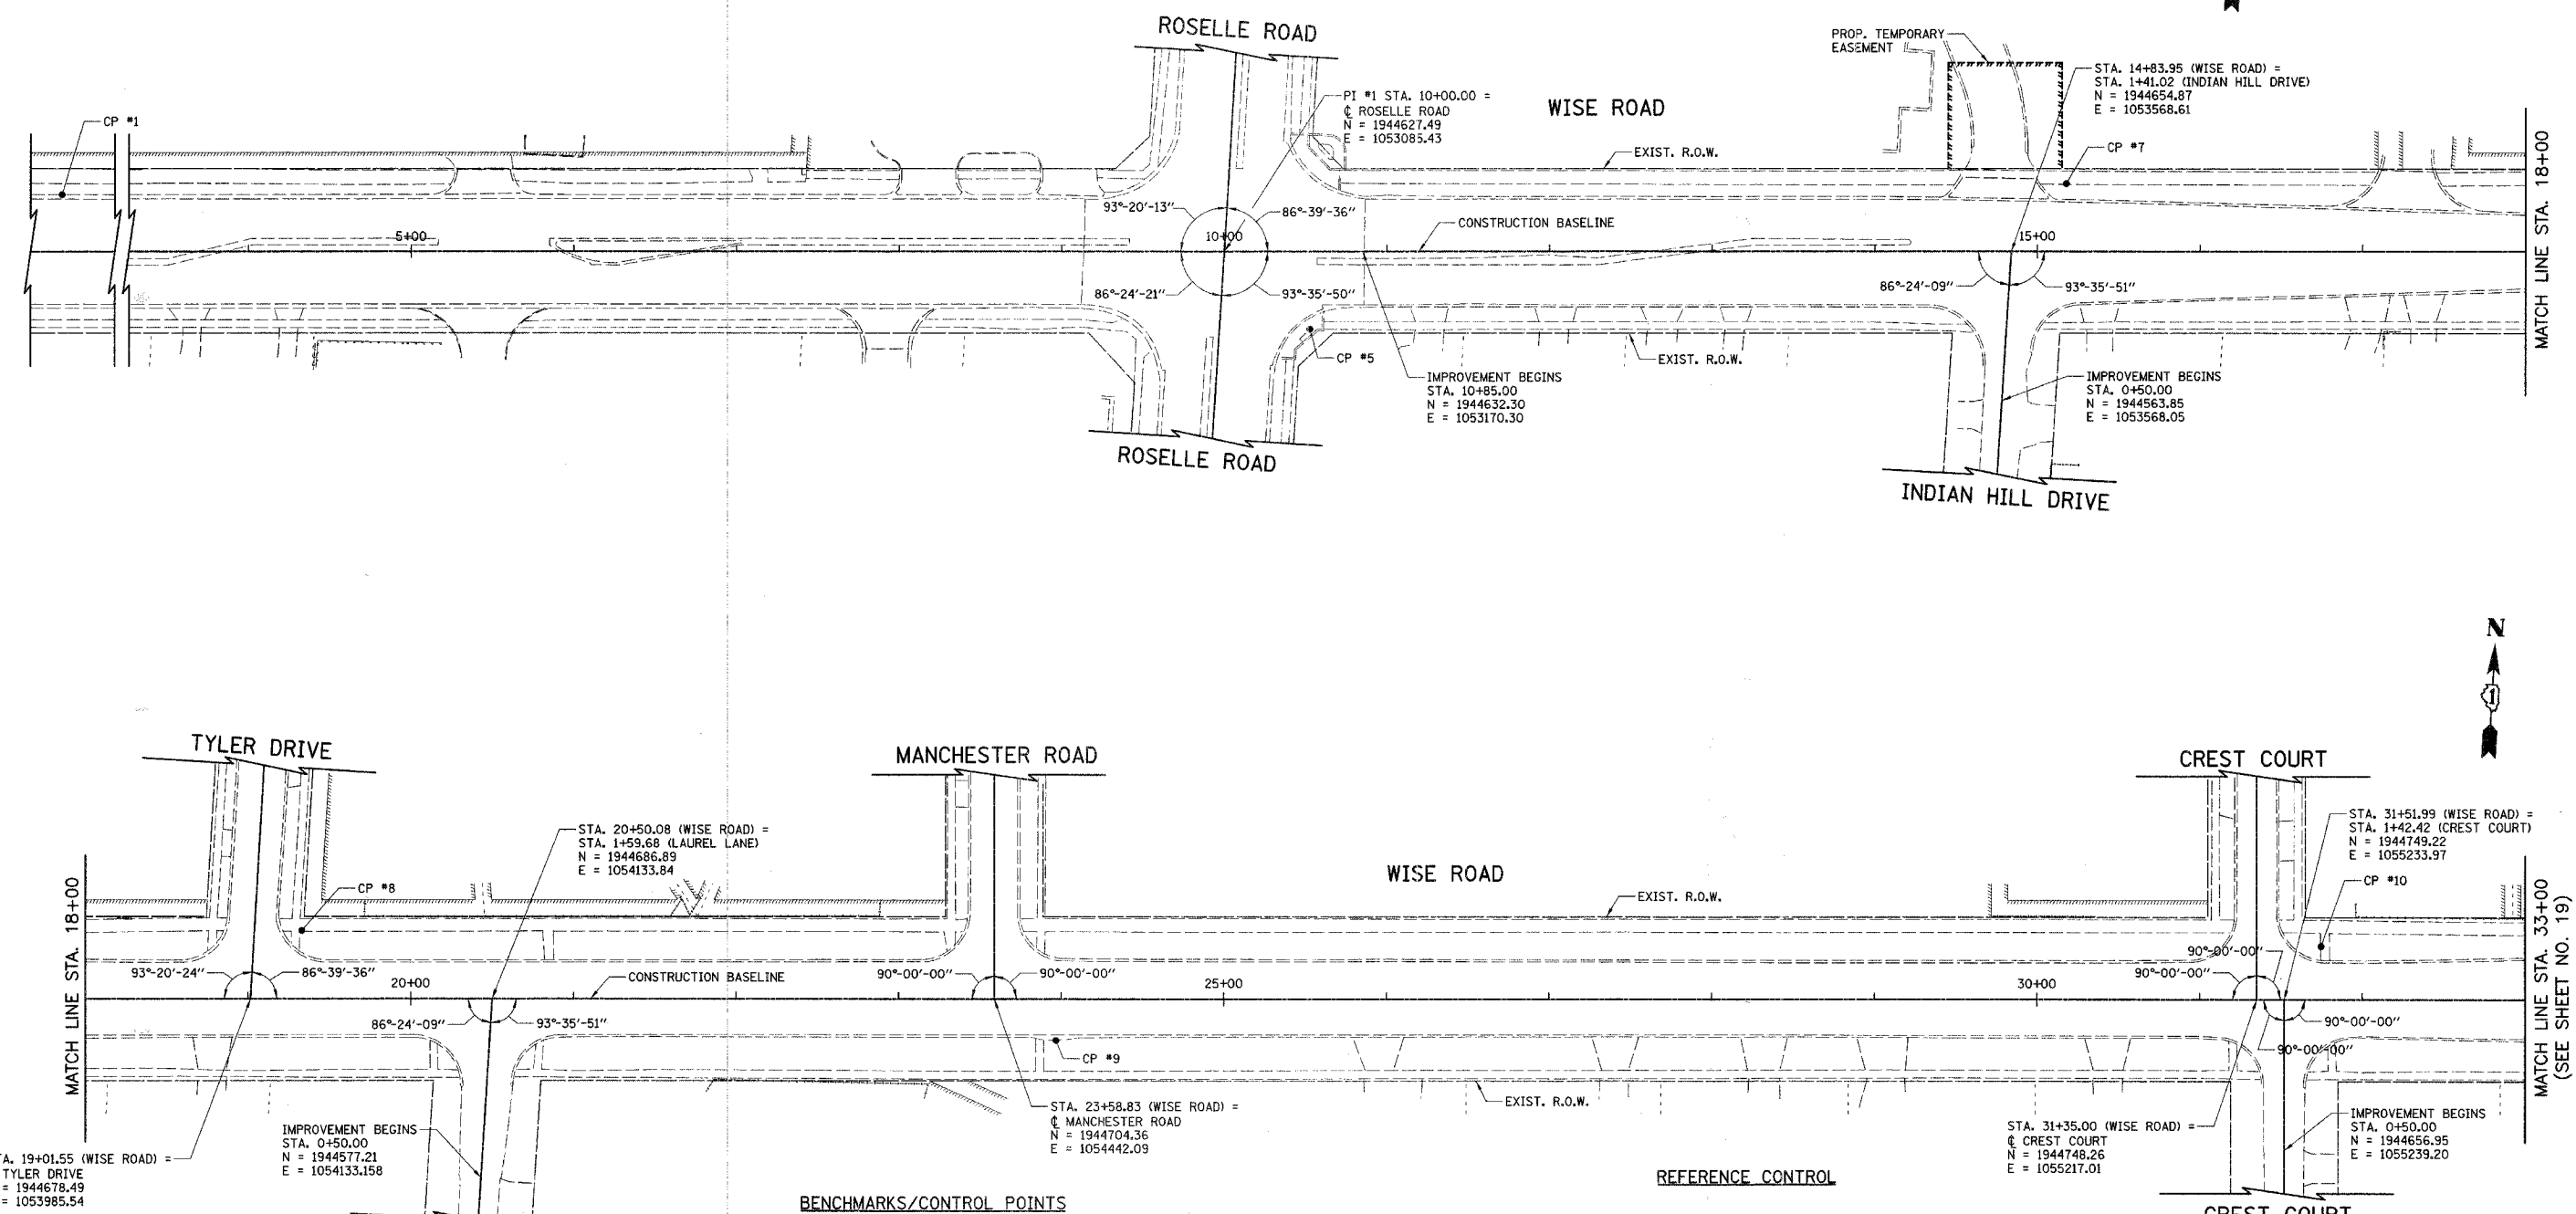 ROSELLE ROAD
PROP. TEMPORARY
EASEMENT
STA. 14+83.95 (WISE ROAD) =
STA. 1+41.02 (INDIAN HILL DRIVE)
N = 1944654.87
E = 1053568.61
PI #1 STA. 10+00.00 =
℄ ROSELLE ROAD
N = 1944627.49
E = 1053085.43
WISE ROAD
CP #1
EXIST. R.O.W.
CP #7
MATCH LINE STA. 18+00
93°-20'-13"
86°-39'-36"
CONSTRUCTION BASELINE
5+00
10+00
15+00
86°-24'-21"
93°-35'-50"
86°-24'-09"
93°-35'-51"
CP #5
EXIST. R.O.W.
IMPROVEMENT BEGINS
STA. 10+85.00
N = 1944632.30
E = 1053170.30
IMPROVEMENT BEGINS
STA. 0+50.00
N = 1944563.85
E = 1053568.05
ROSELLE ROAD
INDIAN HILL DRIVE
N
1
TYLER DRIVE
MANCHESTER ROAD
CREST COURT
STA. 20+50.08 (WISE ROAD) =
STA. 1+59.68 (LAUREL LANE)
N = 1944686.89
E = 1054133.84
STA. 31+51.99 (WISE ROAD) =
STA. 1+42.42 (CREST COURT)
N = 1944749.22
E = 1055233.97
WISE ROAD
CP #8
EXIST. R.O.W.
CP #10
MATCH LINE STA. 18+00
MATCH LINE STA. 33+00
(SEE SHEET NO. 19)
93°-20'-24"
86°-39'-36"
CONSTRUCTION BASELINE
90°-00'-00"
90°-00'-00"
90°-00'-00"
90°-00'-00"
20+00
25+00
30+00
86°-24'-09"
93°-35'-51"
90°-00'-00"
90°-00'-00"
CP #9
EXIST. R.O.W.
STA. 23+58.83 (WISE ROAD) =
℄ MANCHESTER ROAD
N = 1944704.36
E = 1054442.09
IMPROVEMENT BEGINS
STA. 0+50.00
N = 1944577.21
E = 1054133.158
TA. 19+01.55 (WISE ROAD) =
TYLER DRIVE
= 1944678.49
= 1053985.54
STA. 31+35.00 (WISE ROAD) =
℄ CREST COURT
N = 1944748.26
E = 1055217.01
IMPROVEMENT BEGINS
STA. 0+50.00
N = 1944656.95
E = 1055239.20
REFERENCE CONTROL
BENCHMARKS/CONTROL POINTS
CREST COURT